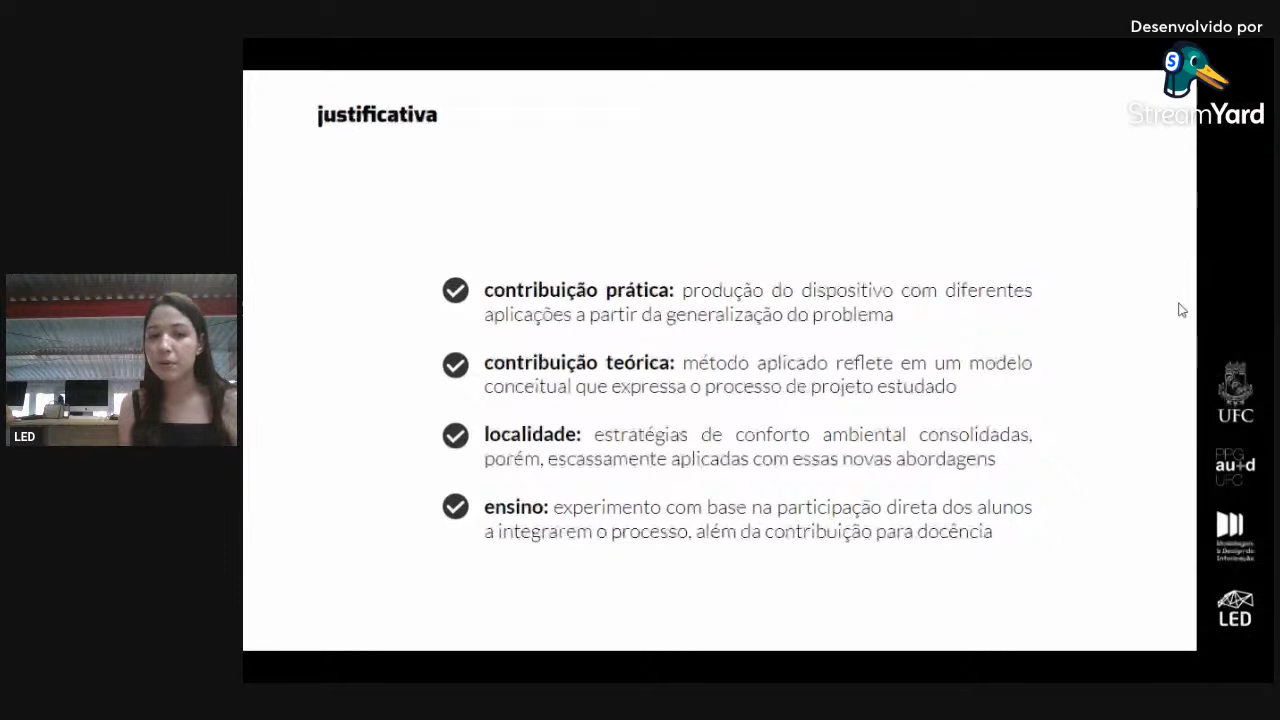 Desenvolvido por
S
StreamYard
justificativa
contribuição prática: produção do dispositivo com diferentes
aplicações a partir da generalização do problema
contribuição teórica: método aplicado reflete em um modelo
conceitual que expressa o processo de projeto estudado
localidade: estratégias de conforto ambiental consolidadas,
porém, escassamente aplicadas com essas novas abordagens
ensino: experimento com base na participação direta dos alunos
a integrarem o processo, além da contribuição para docência
LED
UFC
PPG
au+d
UFC
LED